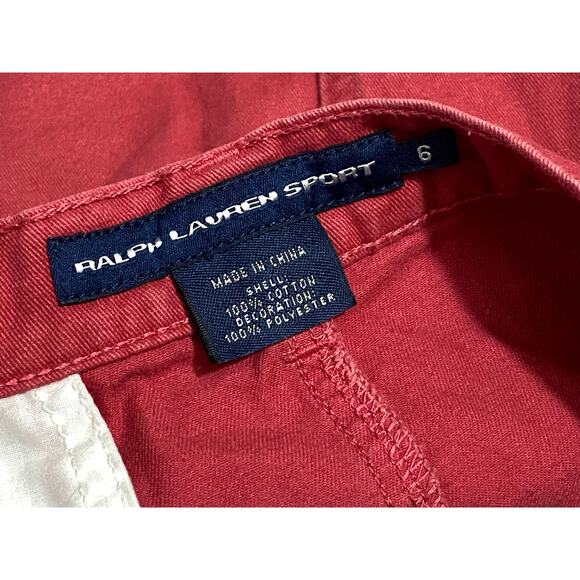 RALPH LAUREN SPORT
6
MADE IN CHINA
SHELL:
100% COTTON
DECORATION:
100% POLYESTER